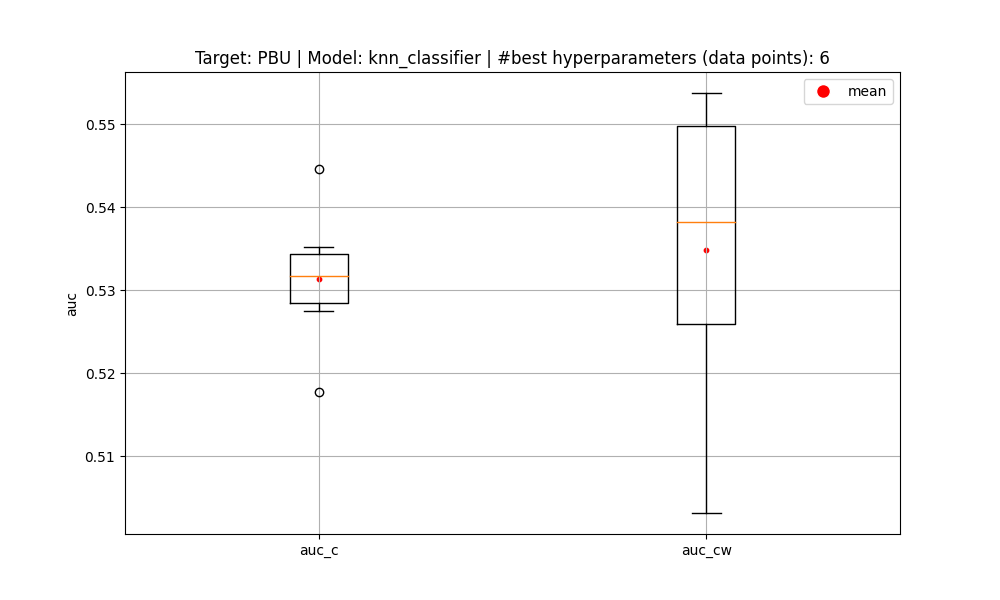 Target: PBU | Model: knn_classifier | #best hyperparameters (data points): 6
mean
0.55
0.54
0.53
0.52
0.51
auc
auc_c
auc_cw